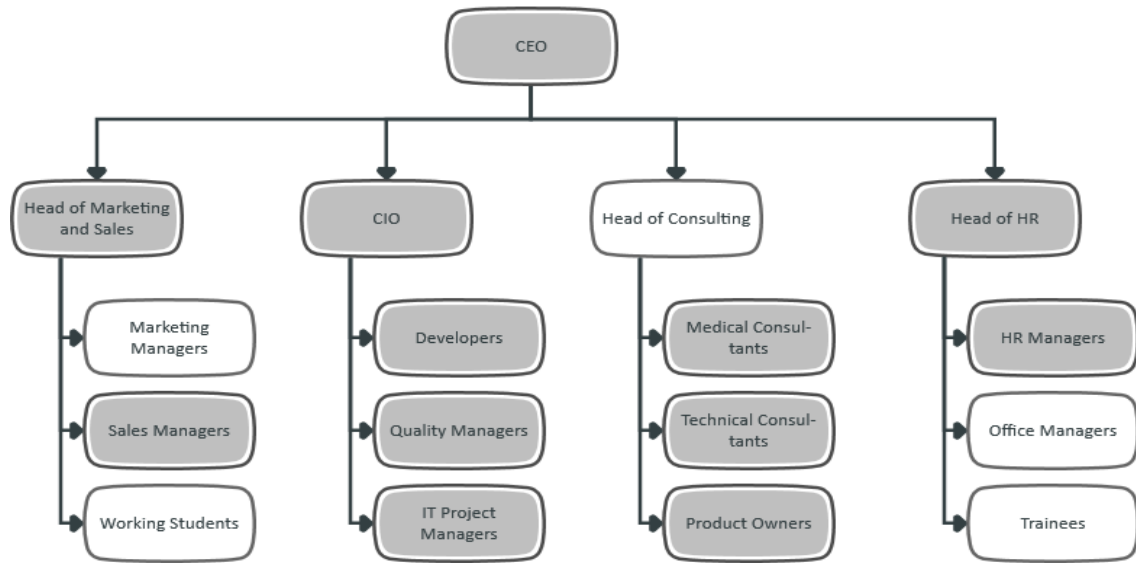 CEO
Head of Marketing
and Sales
CIO
Head of Consulting
Head of HR
Marketing
Managers
Developers
Medical Consul-
tants
HR Managers
Sales Managers
Quality Managers
Technical Consul-
tants
Office Managers
Working Students
IT Project
Managers
Product Owners
Trainees